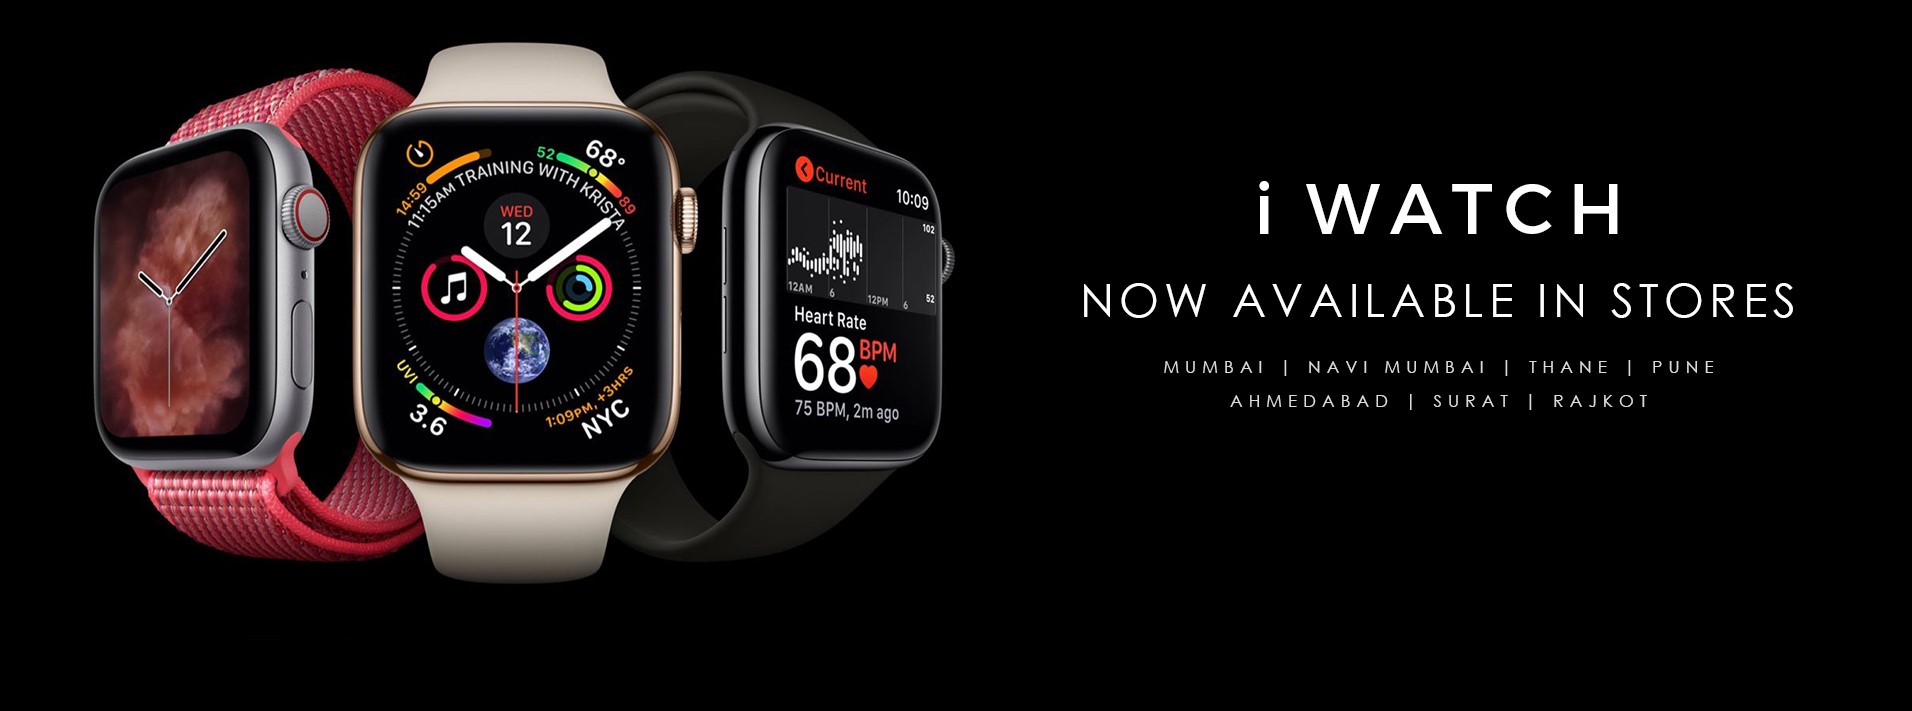 52
68°
89
14:59
11:15AM TRAINING WITH KRISTA
WED
12
UVI
3.6
1:09PM, +3HRS
NYC
Current
10:09
102
52
12AM 6 12PM 6
Heart Rate
68 BPM
75 BPM, 2m ago
i WATCH
NOW AVAILABLE IN STORES
MUMBAI | NAVI MUMBAI | THANE | PUNE
AHMEDABAD | SURAT | RAJKOT